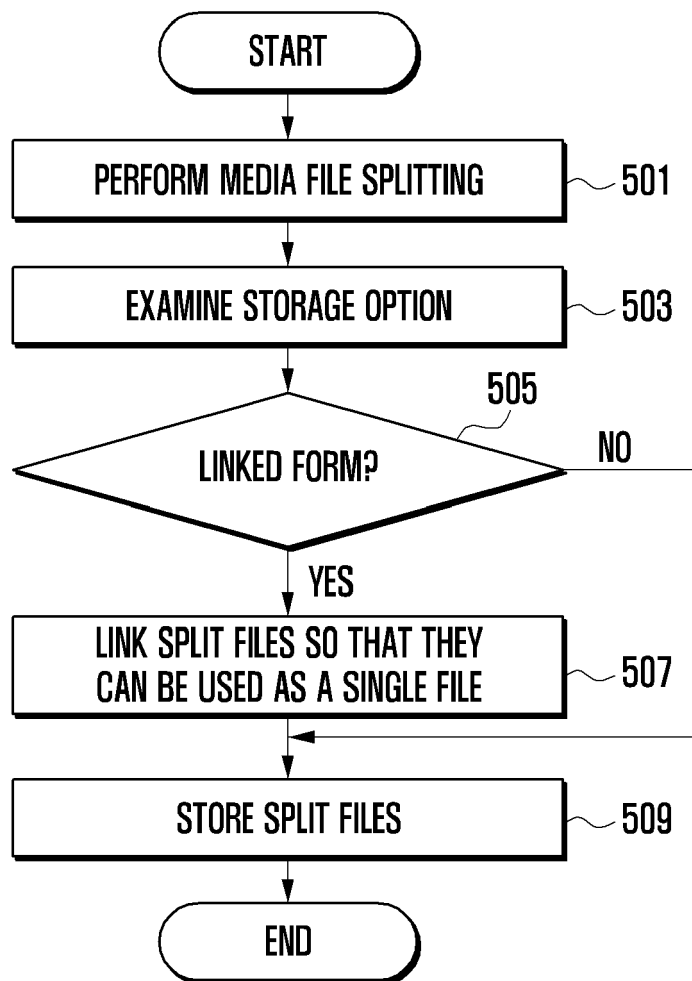 START
PERFORM MEDIA FILE SPLITTING
501
EXAMINE STORAGE OPTION
503
505
LINKED FORM?
NO
YES
LINK SPLIT FILES SO THAT THEY
CAN BE USED AS A SINGLE FILE
507
STORE SPLIT FILES
509
END